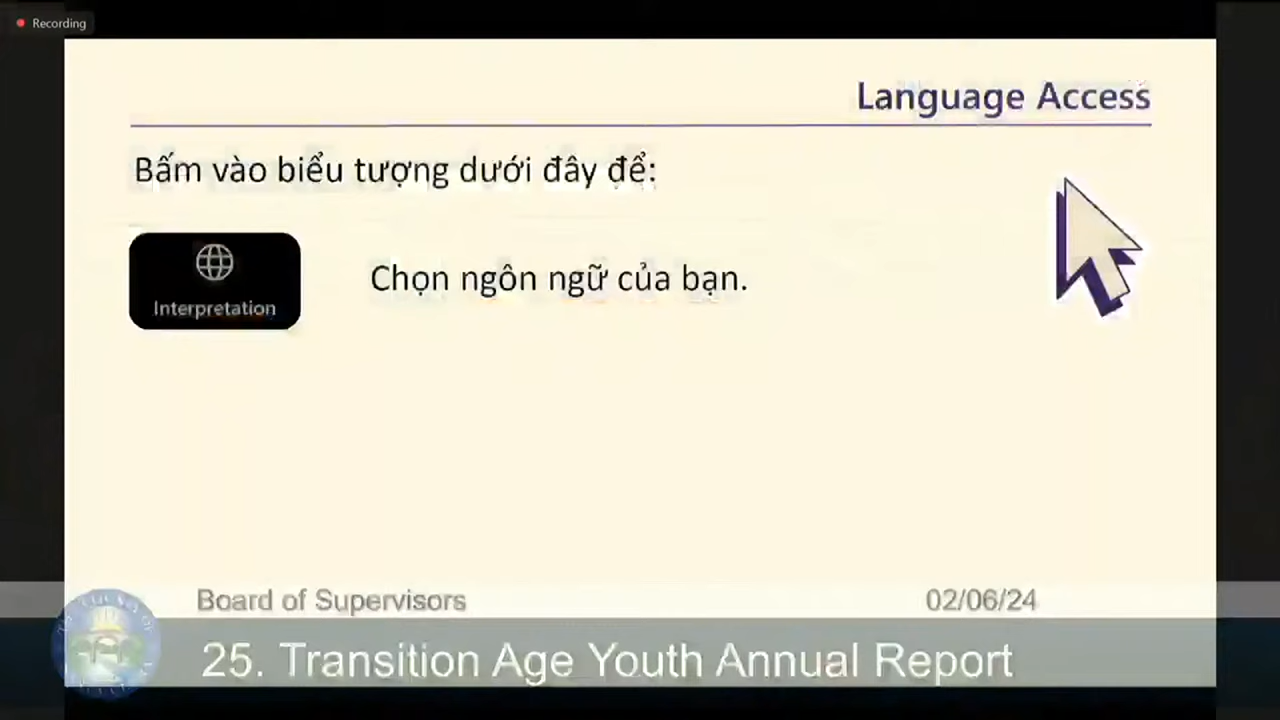 Recording
Language Access
Bấm vào biểu tượng dưới đây để:
Interpretation
Chọn ngôn ngữ của bạn.
Board of Supervisors 02/06/24
25. Transition Age Youth Annual Report